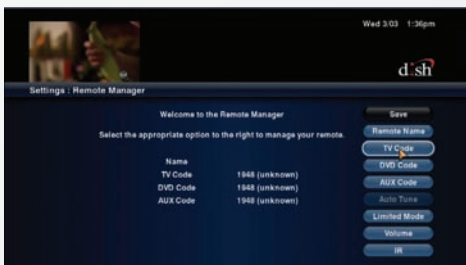 Wed 3/03 1:36pm
dish
Settings : Remote Manager
Welcome to the Remote Manager
Select the appropriate option to the right to manage your remote.
Name
TV Code 1948 (unknown)
DVD Code 1948 (unknown)
AUX Code 1948 (unknown)
Save
Remote Name
TV Code
DVD Code
AUX Code
Auto Tune
Limited Mode
Volume
IR